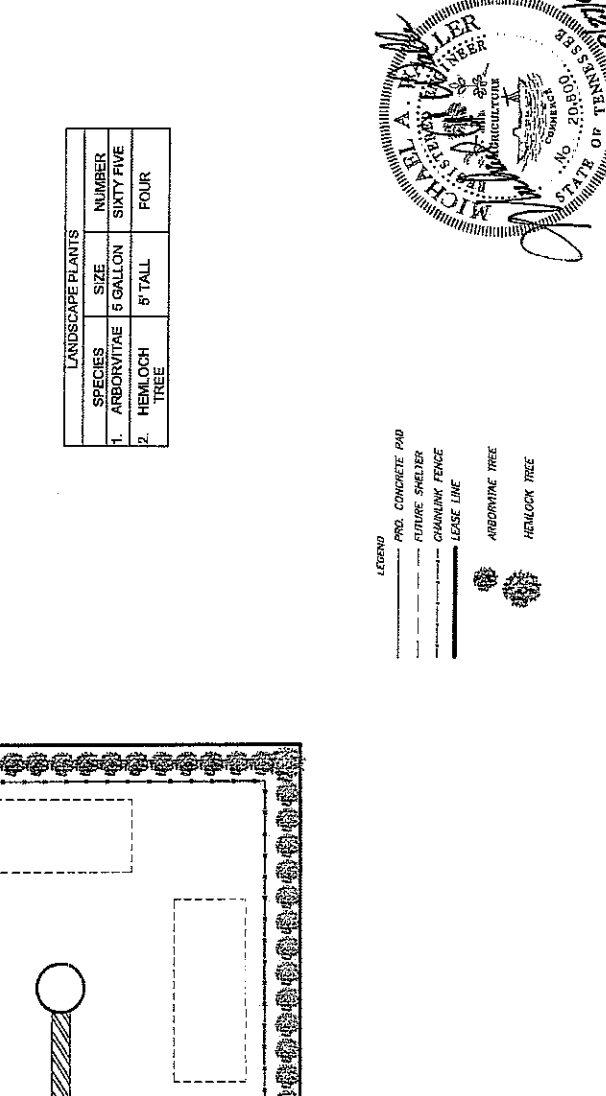 LANDSCAPE PLANTS
SPECIES SIZE NUMBER
1. ARBORVITAE 5 GALLON SIXTY FIVE
2. HEMLOCH TREE 5' TALL FOUR
LEGEND
PRO. CONCRETE PAD
FUTURE SHELTER
CHAINLINK FENCE
LEASE LINE
ARBORVITAE TREE
HEMLOCK TREE
MICHAEL A. WALLER
REGISTERED ENGINEER
AGRICULTURE
COMMERCE
No 20,800
STATE OF TENNESSEE